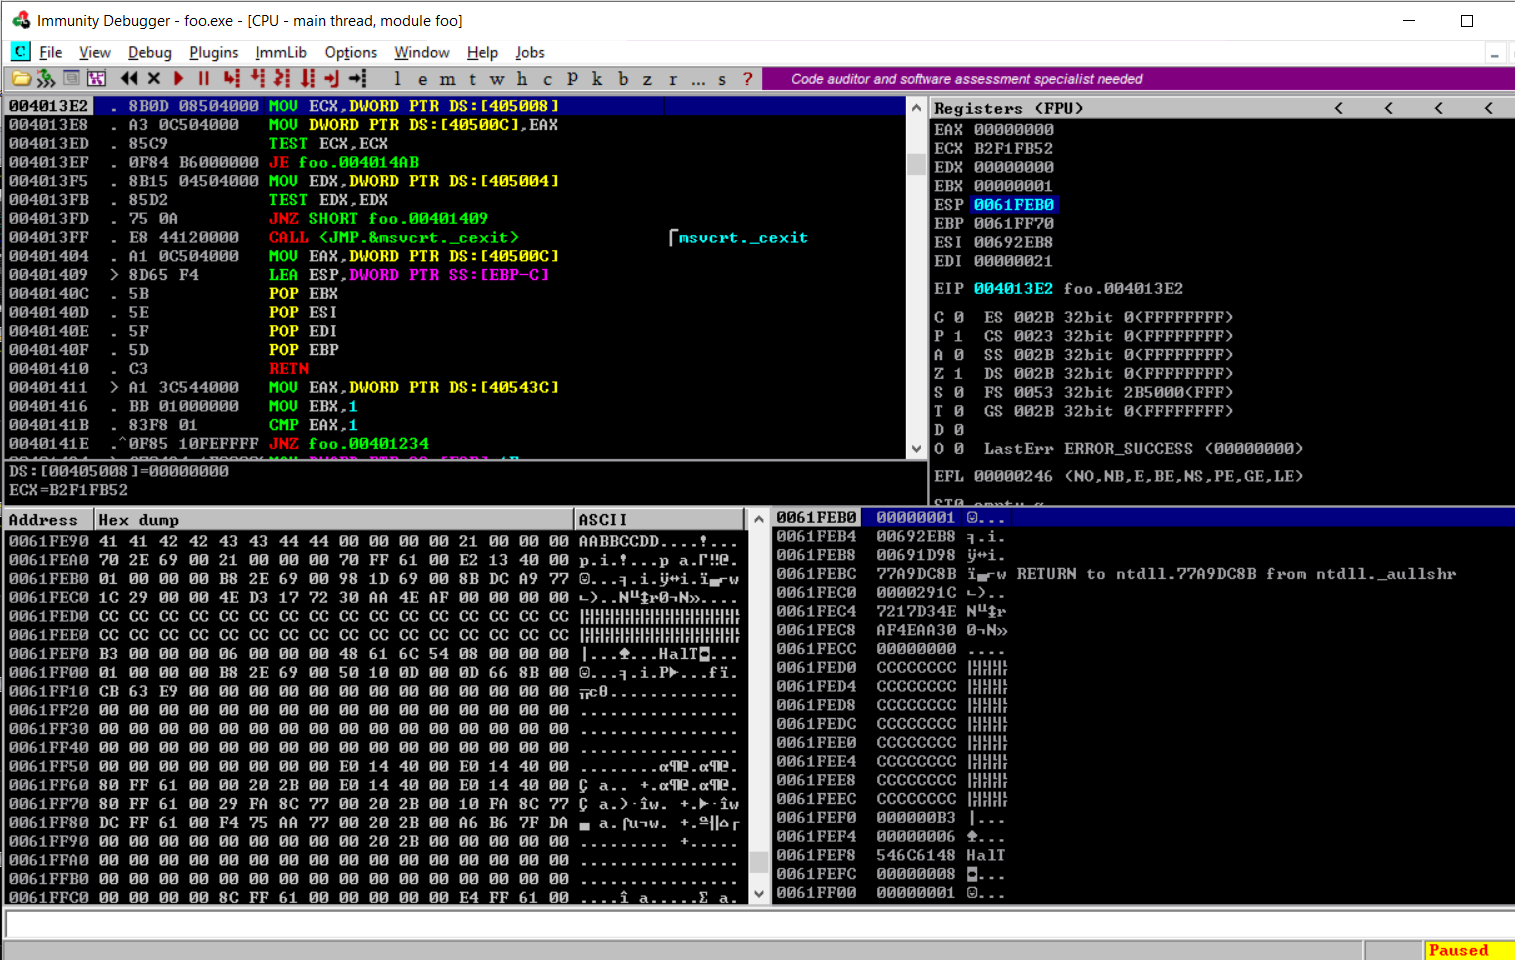 Immunity Debugger - foo.exe - [CPU - main thread, module foo]
C File View Debug Plugins ImmLib Options Window Help Jobs
l e m t w h c P k b z r ... s ? Code auditor and software assessment specialist needed
004013E2 . 8B0D 08504000 MOV ECX,DWORD PTR DS:[405008]
004013E8 . A3 0C504000 MOV DWORD PTR DS:[40500C],EAX
004013ED . 85C9 TEST ECX,ECX
004013EF . 0F84 B6000000 JE foo.004014AB
004013F5 . 8B15 04504000 MOV EDX,DWORD PTR DS:[405004]
004013FB . 85D2 TEST EDX,EDX
004013FD . 75 0A JNZ SHORT foo.00401409
004013FF . E8 44120000 CALL <JMP.&msvcrt._cexit> msvcrt._cexit
00401404 . A1 0C504000 MOV EAX,DWORD PTR DS:[40500C]
00401409 > 8D65 F4 LEA ESP,DWORD PTR SS:[EBP-C]
0040140C . 5B POP EBX
0040140D . 5E POP ESI
0040140E . 5F POP EDI
0040140F . 5D POP EBP
00401410 . C3 RETN
00401411 > A1 3C544000 MOV EAX,DWORD PTR DS:[40543C]
00401416 . BB 01000000 MOV EBX,1
0040141B . 83F8 01 CMP EAX,1
0040141E .^0F85 10FEFFFF JNZ foo.00401234
DS:[00405008]=00000000
ECX=B2F1FB52
Registers (FPU) < < < <
EAX 00000000
ECX B2F1FB52
EDX 00000000
EBX 00000001
ESP 0061FEB0
EBP 0061FF70
ESI 00692EB8
EDI 00000021
EIP 004013E2 foo.004013E2
C 0 ES 002B 32bit 0(FFFFFFFF)
P 1 CS 0023 32bit 0(FFFFFFFF)
A 0 SS 002B 32bit 0(FFFFFFFF)
Z 1 DS 002B 32bit 0(FFFFFFFF)
S 0 FS 0053 32bit 2B5000(FFF)
T 0 GS 002B 32bit 0(FFFFFFFF)
D 0
O 0 LastErr ERROR_SUCCESS (00000000)
EFL 00000246 (NO,NB,E,BE,NS,PE,GE,LE)
Address Hex dump ASCII
0061FE90 41 41 42 42 43 43 44 44 00 00 00 00 21 00 00 00 AABBCCDD....!...
0061FEA0 70 2E 69 00 21 00 00 00 70 FF 61 00 E2 13 40 00 p.i.!...p a.Γ‼@.
0061FEB0 01 00 00 00 B8 2E 69 00 98 1D 69 00 8B DC A9 77
0061FEC0 1C 29 00 00 4E D3 17 72 30 AA 4E AF 00 00 00 00
0061FED0 CC CC CC CC CC CC CC CC CC CC CC CC CC CC CC CC
0061FEE0 CC CC CC CC CC CC CC CC CC CC CC CC CC CC CC CC
0061FEF0 B3 00 00 00 06 00 00 00 48 61 6C 54 08 00 00 00 |...♠...HalT◘...
0061FF00 01 00 00 00 B8 2E 69 00 50 10 0D 00 0D 66 8B 00
0061FF10 CB 63 E9 00 00 00 00 00 00 00 00 00 00 00 00 00
0061FF20 00 00 00 00 00 00 00 00 00 00 00 00 00 00 00 00 ................
0061FF30 00 00 00 00 00 00 00 00 00 00 00 00 00 00 00 00 ................
0061FF40 00 00 00 00 00 00 00 00 00 00 00 00 00 00 00 00 ................
0061FF50 00 00 00 00 00 00 00 00 E0 14 40 00 E0 14 40 00 ........α¶@.α¶@.
0061FF60 80 FF 61 00 00 20 2B 00 E0 14 40 00 E0 14 40 00 Ç a.. +.α¶@.α¶@.
0061FF70 80 FF 61 00 29 FA 8C 77 00 20 2B 00 10 FA 8C 77 Ç a.)·îw. +.►·îw
0061FF80 DC FF 61 00 F4 75 AA 77 00 20 2B 00 A6 B6 7F DA
0061FF90 00 00 00 00 00 00 00 00 00 20 2B 00 00 00 00 00 ......... +.....
0061FFA0 00 00 00 00 00 00 00 00 00 00 00 00 00 00 00 00 ................
0061FFB0 00 00 00 00 00 00 00 00 00 00 00 00 00 00 00 00 ................
0061FFC0 00 00 00 00 8C FF 61 00 00 00 00 00 E4 FF 61 00 ....î a.....Σ a.
0061FEB0 00000001 ☺...
0061FEB4 00692EB8 ╕.i.
0061FEB8 00691D98 ÿ↔i.
0061FEBC 77A9DC8B ï▄⌐w RETURN to ntdll.77A9DC8B from ntdll._aullshr
0061FEC0 0000291C ∟)..
0061FEC4 7217D34E
0061FEC8 AF4EAA30 0¬N»
0061FECC 00000000 ....
0061FED0 CCCCCCCC
0061FED4 CCCCCCCC
0061FED8 CCCCCCCC
0061FEDC CCCCCCCC
0061FEE0 CCCCCCCC
0061FEE4 CCCCCCCC
0061FEE8 CCCCCCCC
0061FEEC CCCCCCCC
0061FEF0 000000B3 |...
0061FEF4 00000006 ♠...
0061FEF8 546C6148 HalT
0061FEFC 00000008 ◘...
0061FF00 00000001 ☺...
Paused